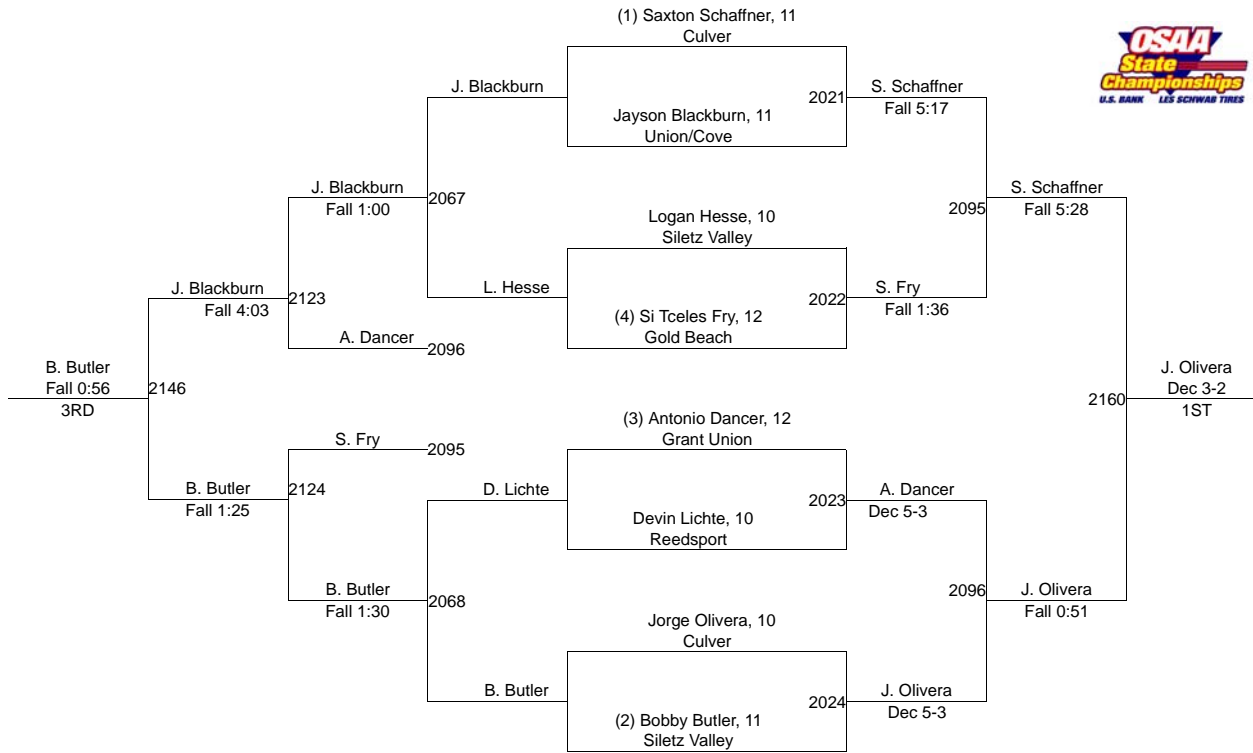 (1) Saxton Schaffner, 11
Culver
OSAA
State
Championships
U.S. BANK LES SCHWAB TIRES
J. Blackburn
2021
S. Schaffner
Fall 5:17
Jayson Blackburn, 11
Union/Cove
J. Blackburn
Fall 1:00
2067
2095
S. Schaffner
Fall 5:28
Logan Hesse, 10
Siletz Valley
J. Blackburn
Fall 4:03
2123
L. Hesse
2022
S. Fry
Fall 1:36
(4) Si Tceles Fry, 12
Gold Beach
A. Dancer
2096
B. Butler
Fall 0:56
3RD
2146
2160
J. Olivera
Dec 3-2
1ST
(3) Antonio Dancer, 12
Grant Union
S. Fry
2095
B. Butler
Fall 1:25
2124
D. Lichte
2023
A. Dancer
Dec 5-3
Devin Lichte, 10
Reedsport
B. Butler
Fall 1:30
2068
2096
J. Olivera
Fall 0:51
Jorge Olivera, 10
Culver
B. Butler
2024
J. Olivera
Dec 5-3
(2) Bobby Butler, 11
Siletz Valley